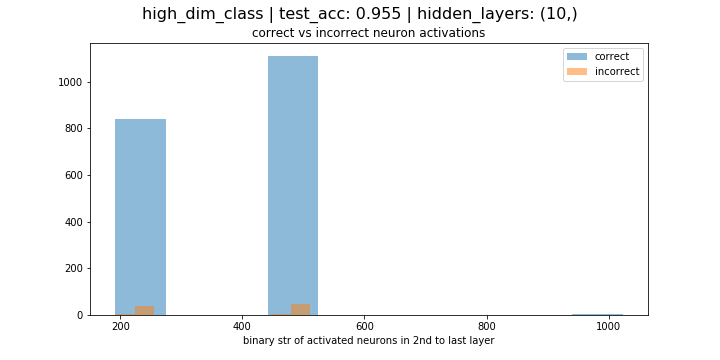 high_dim_class | test_acc: 0.955 | hidden_layers: (10,)
correct vs incorrect neuron activations
correct
incorrect
1000
800
600
400
200
0
200
400
600
800
1000
binary str of activated neurons in 2nd to last layer